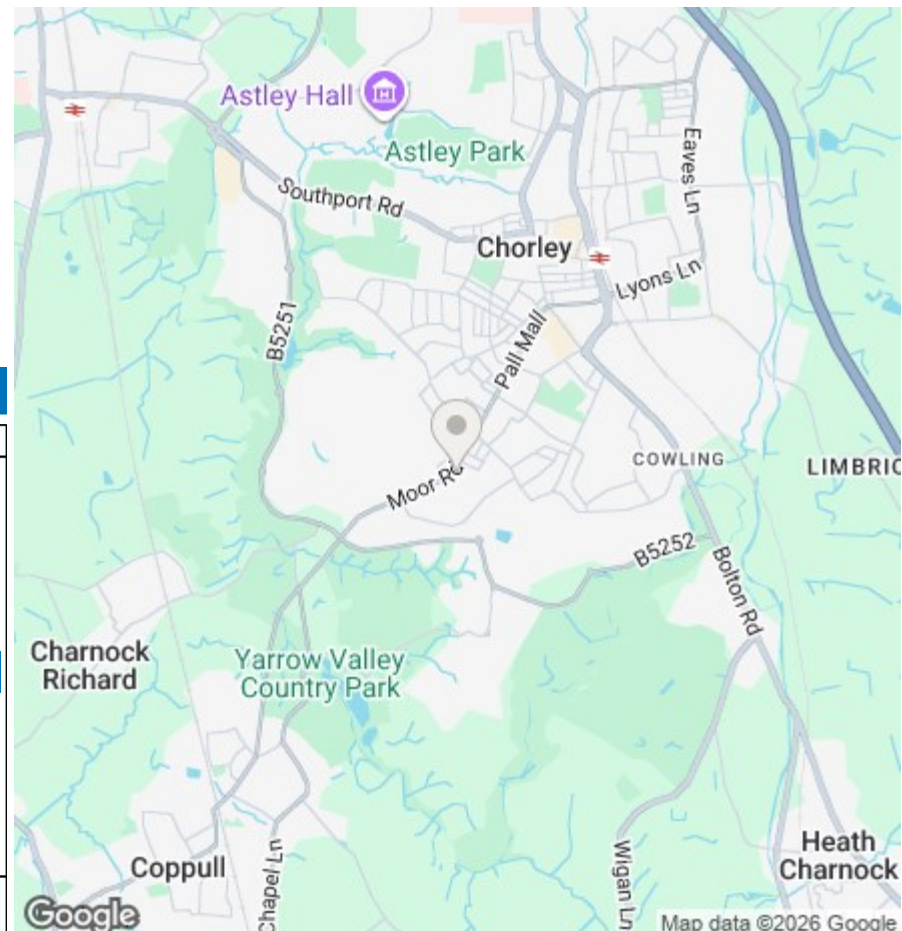 Astley Hall
Astley Park
Southport Rd
Eaves Ln
Chorley
Lyons Ln
B5251
Pall Mall
COWLING
LIMBRIC
Moor Rd
B5252
Bolton Rd
Charnock
Richard
Yarrow Valley
Country Park
Coppull
Chapel Ln
Wigan Ln
Heath
Charnock
Google
Map data ©2026 Google